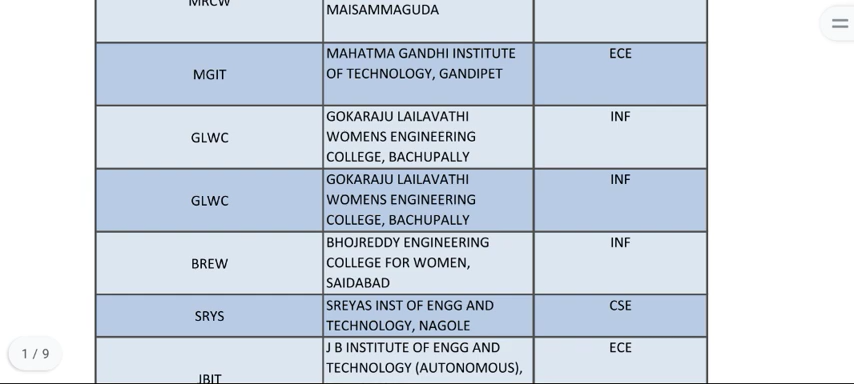 MRCW
MAISAMMAGUDA
MGIT
MAHATMA GANDHI INSTITUTE
OF TECHNOLOGY, GANDIPET
ECE
GLWC
GOKARAJU LAILAVATHI
WOMENS ENGINEERING
COLLEGE, BACHUPALLY
INF
GLWC
GOKARAJU LAILAVATHI
WOMENS ENGINEERING
COLLEGE, BACHUPALLY
INF
BREW
BHOJREDDY ENGINEERING
COLLEGE FOR WOMEN,
SAIDABAD
INF
SRYS
SREYAS INST OF ENGG AND
TECHNOLOGY, NAGOLE
CSE
JBIT
J B INSTITUTE OF ENGG AND
TECHNOLOGY (AUTONOMOUS),
ECE
1 / 9